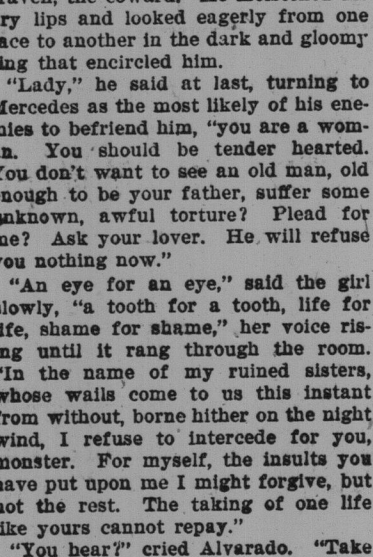 ry lips and looked eagerly from one
ace to another in the dark and gloomy
ing that encircled him.
"Lady," he said at last, turning to
Mercedes as the most likely of his ene-
mies to befriend him, "you are a wom-
n. You should be tender hearted.
You don't want to see an old man, old
enough to be your father, suffer some
unknown, awful torture? Plead for
me? Ask your lover. He will refuse
you nothing now."
"An eye for an eye," said the girl
slowly, "a tooth for a tooth, life for
life, shame for shame," her voice ris-
ing until it rang through the room.
"In the name of my ruined sisters,
whose wails come to us this instant
from without, borne hither on the night
wind, I refuse to intercede for you,
monster. For myself, the insults you
have put upon me I might forgive, but
not the rest. The taking of one life
like yours cannot repay."
"You hear?" cried Alvarado. "Take